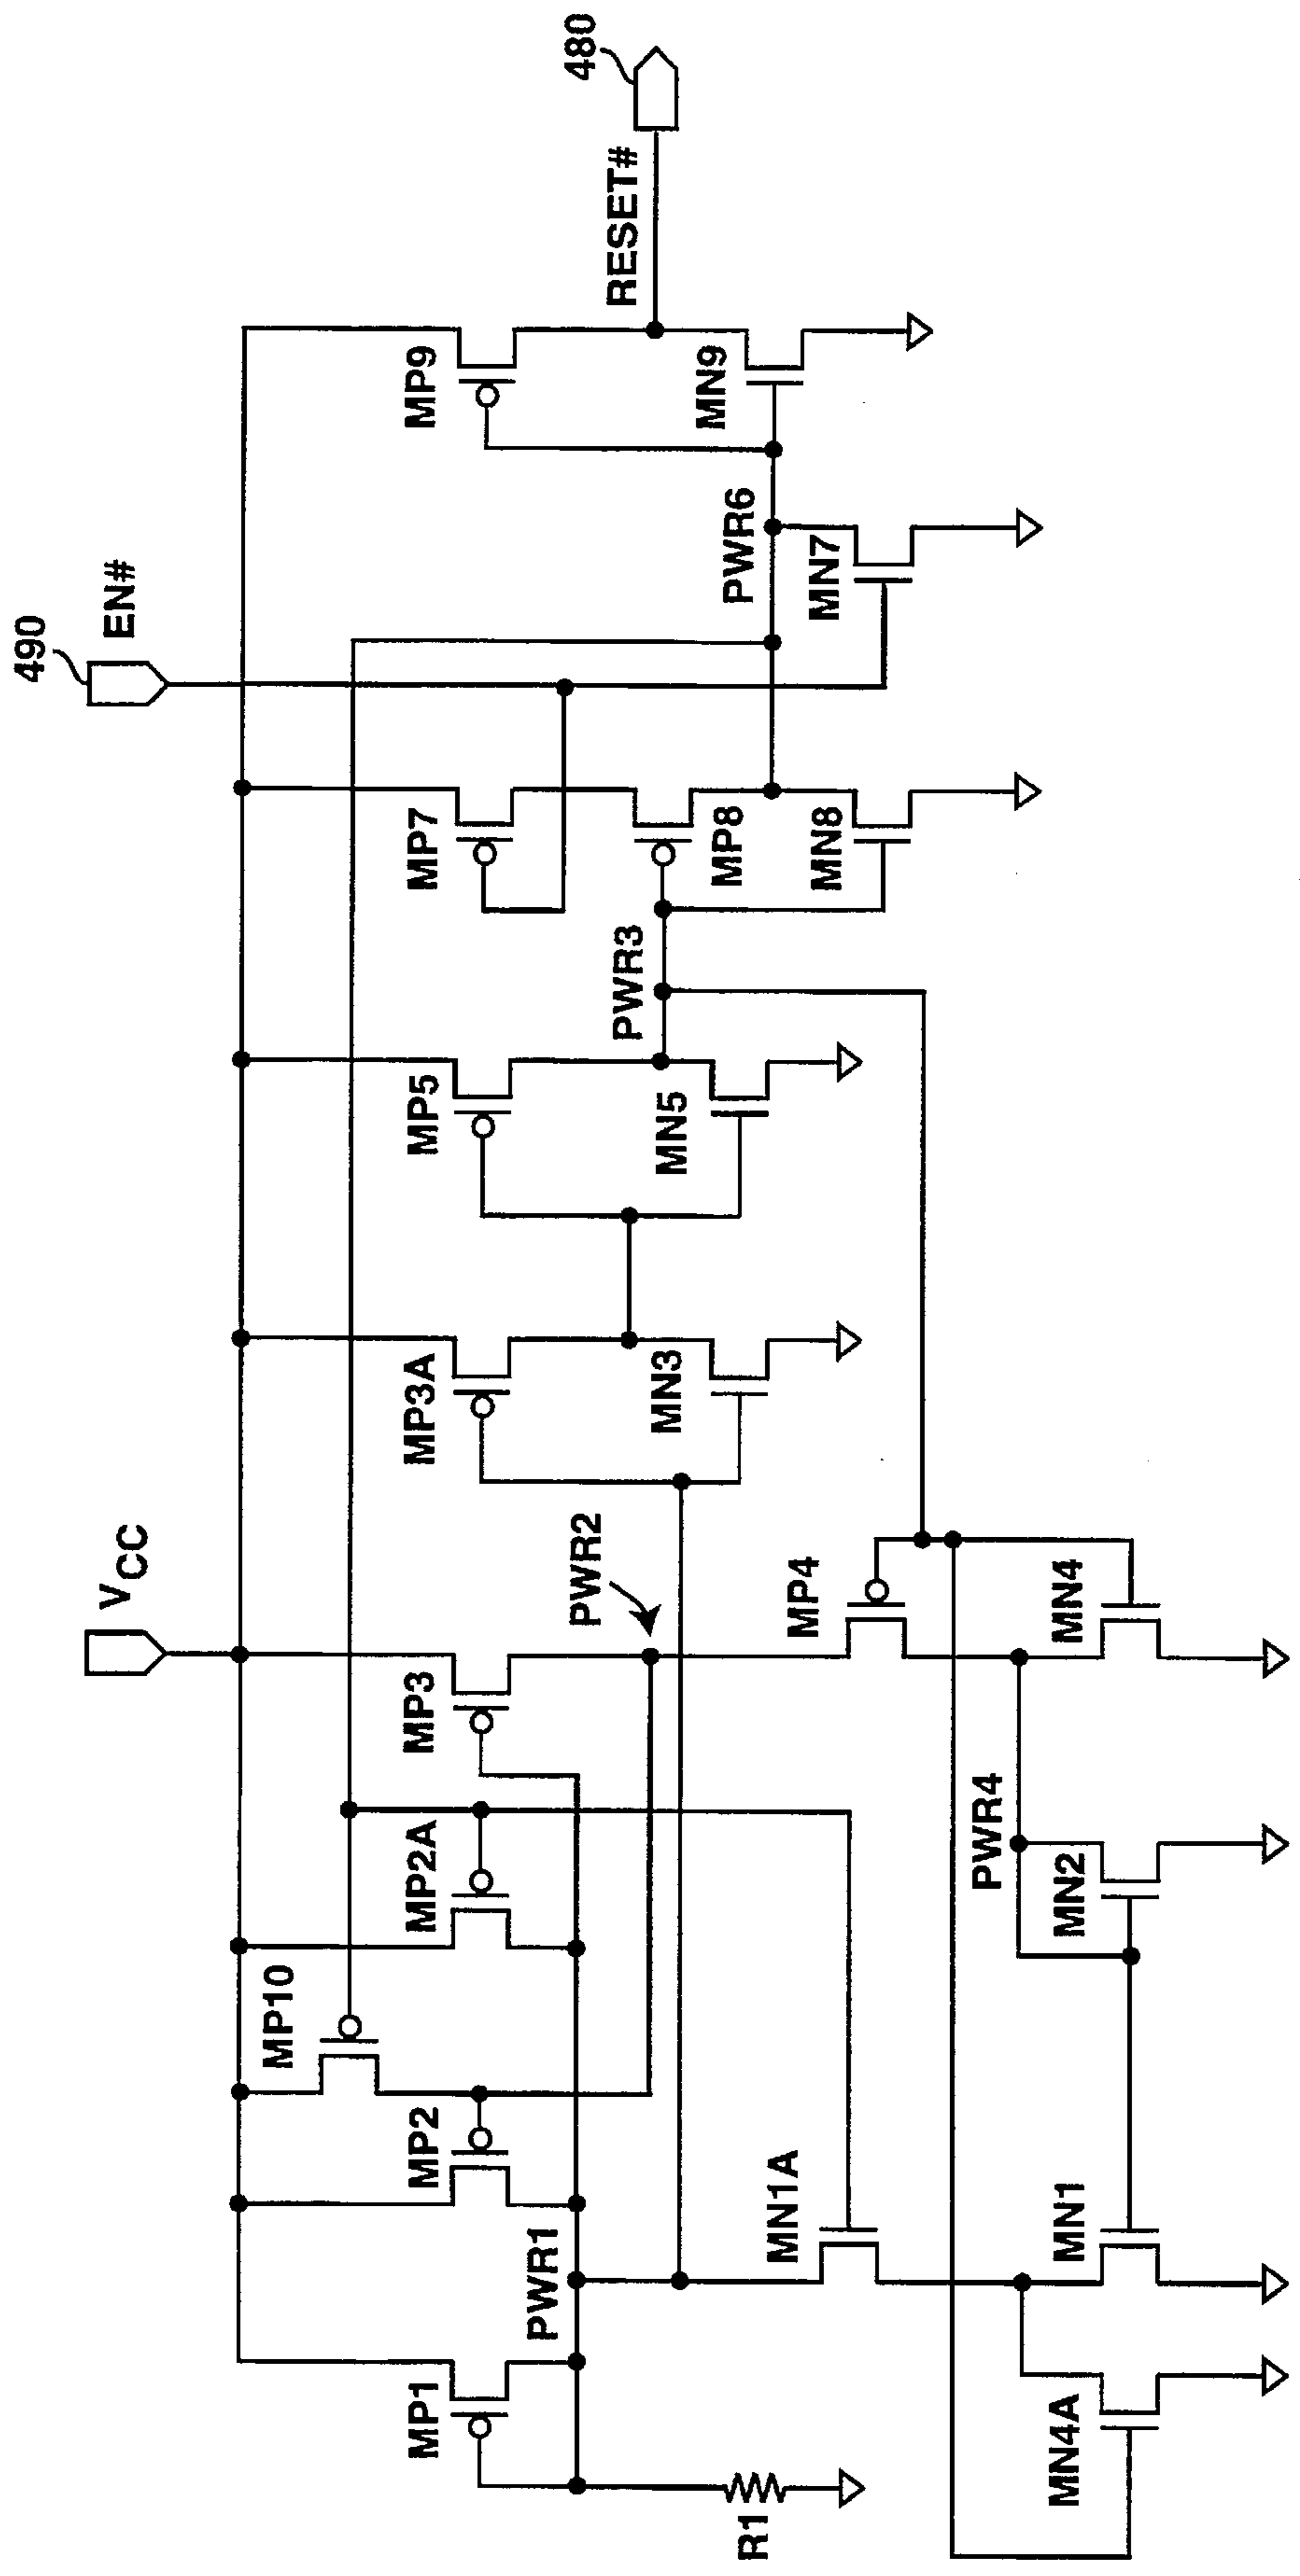 490
EN#
VCC
480
RESET#
MP9
MP7
MP5
MP3A
MP3
MP2A
MP10
MP2
MP1
PWR6
MN9
MP8
PWR3
PWR2
PWR1
MN7
MN8
MN5
MN3
MP4
MN1A
R1
PWR4
MN4
MN2
MN1
MN4A